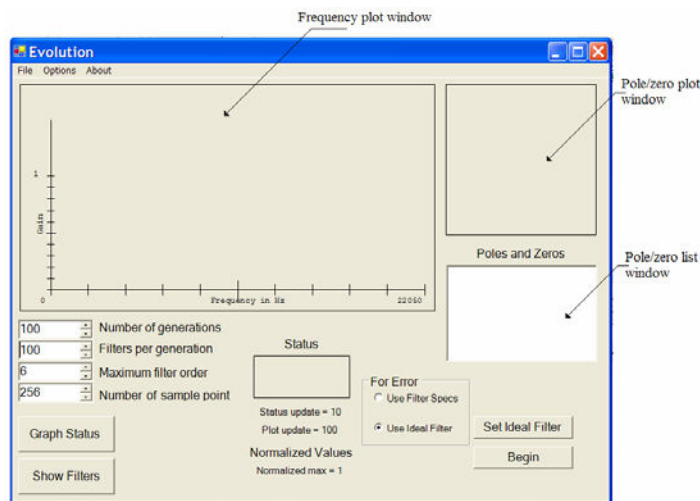 Frequency plot window
Evolution
File Options About
Pole/zero plot
window
1
Gain
0
Frequency in Hz
22050
Poles and Zeros
Pole/zero list
window
100 Number of generations
100 Filters per generation
6 Maximum filter order
256 Number of sample point
Status
Status update = 10
Plot update = 100
Normalized Values
Normalized max = 1
For Error
Use Filter Specs
Use Ideal Filter
Set Ideal Filter
Begin
Graph Status
Show Filters